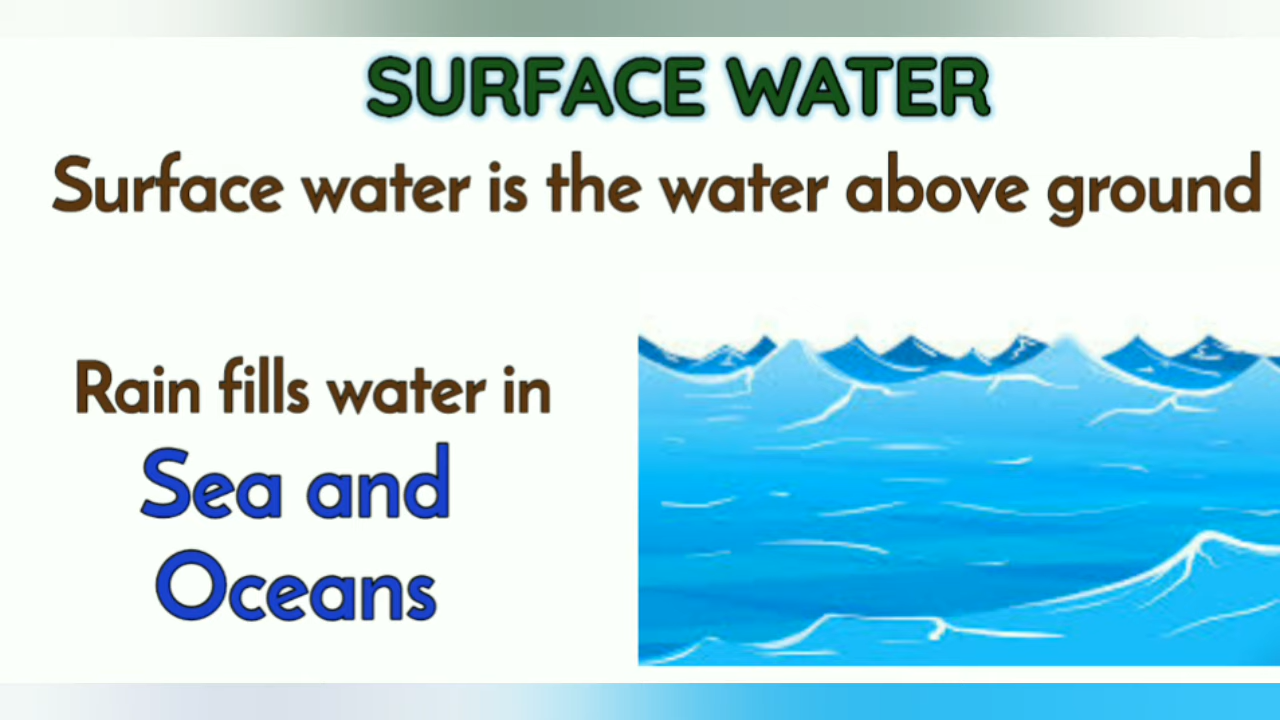 SURFACE WATER
Surface water is the water above ground
Rain fills water in
Sea and
Oceans